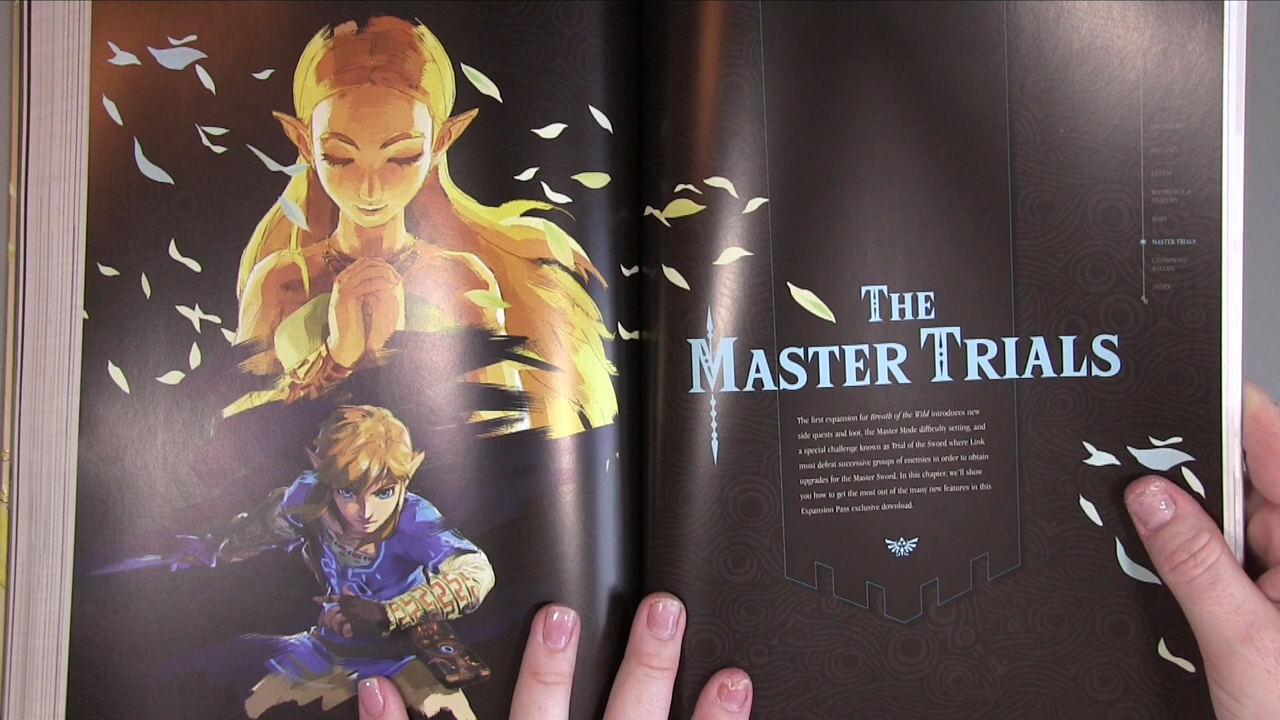 THE
MASTER TRIALS
The first expansion for Breath of the Wild introduces new
side quests and loot, the Master Mode difficulty setting, and
a special challenge known as Trial of the Sword where Link
must defeat successive groups of enemies in order to obtain
upgrades for the Master Sword. In this chapter, we'll show
you how to get the most out of the many new features in this
Expansion Pass exclusive download.
MAPS
MASTER TRIALS
CHAMPIONS'
BALLAD
INDEX